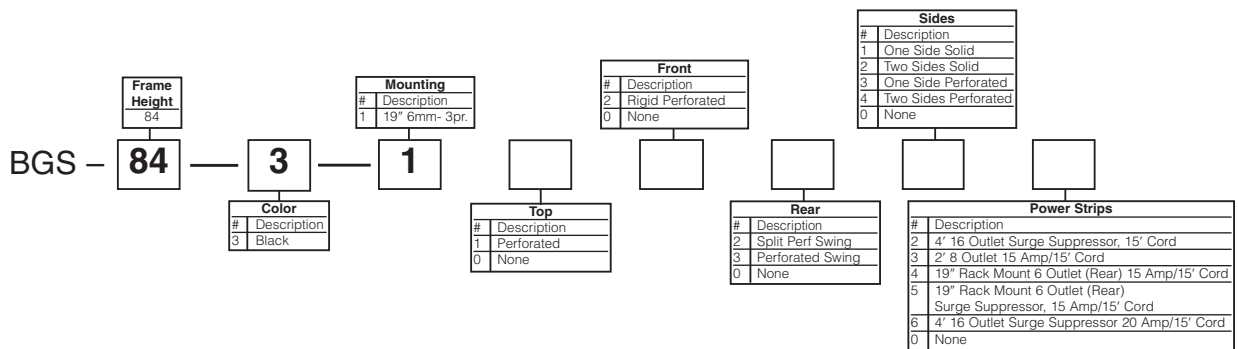 Sides
# Description
1 One Side Solid
2 Two Sides Solid
3 One Side Perforated
4 Two Sides Perforated
0 None
Front
# Description
2 Rigid Perforated
0 None
Frame
Height
84
Mounting
# Description
1 19″ 6mm- 3pr.
BGS – 84 — 3 — 1
Color
# Description
3 Black
Top
# Description
1 Perforated
0 None
Rear
# Description
2 Split Perf Swing
3 Perforated Swing
0 None
Power Strips
# Description
2 4′ 16 Outlet Surge Suppressor, 15′ Cord
3 2′ 8 Outlet 15 Amp/15′ Cord
4 19″ Rack Mount 6 Outlet (Rear) 15 Amp/15′ Cord
5 19″ Rack Mount 6 Outlet (Rear)
Surge Suppressor, 15 Amp/15′ Cord
6 4′ 16 Outlet Surge Suppressor 20 Amp/15′ Cord
0 None